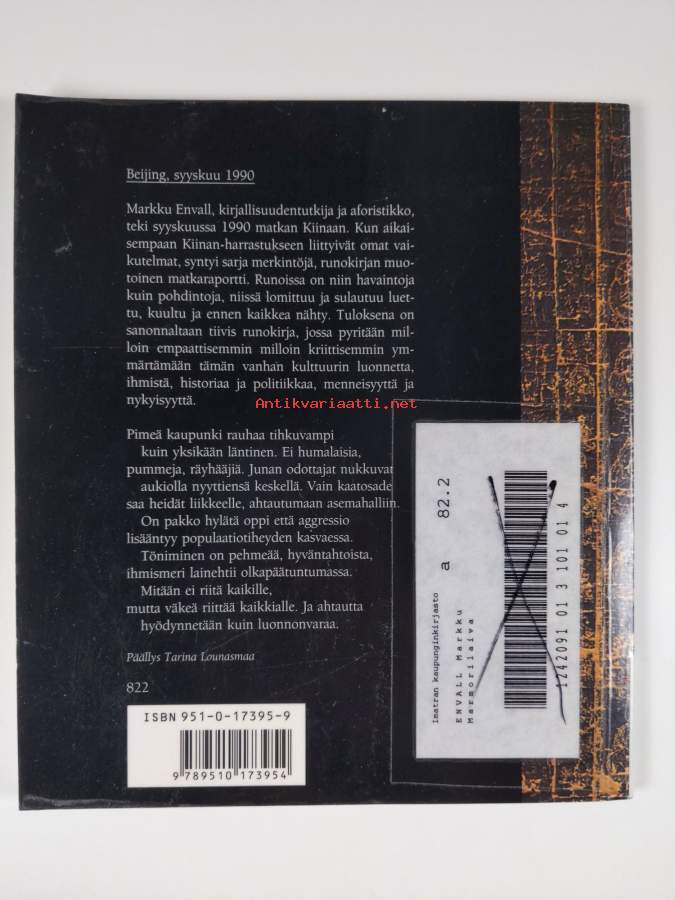 Beijing, syyskuu 1990
Markku Envall, kirjallisuudentutkija ja aforistikko,
teki syyskuussa 1990 matkan Kiinaan. Kun aikai-
sempaan Kiinan-harrastukseen liittyivät omat vai-
kutelmat, syntyi sarja merkintöjä, runokirjan muo-
toinen matkaraportti. Runoissa on niin havaintoja
kuin pohdintoja, niissä lomittuu ja sulautuu luet-
tu, kuultu ja ennen kaikkea nähty. Tuloksena on
sanonnaltaan tiivis runokirja, jossa pyritään mil-
loin empaattisemmin milloin kriittisemmin ym-
märtämään tämän vanhan kulttuurin luonnetta,
ihmistä, historiaa ja politiikkaa, menneisyyttä ja
nykyisyyttä.
Antikvariaatti.net
Pimeä kaupunki rauhaa tihkuvampi
kuin yksikään läntinen. Ei humalaisia,
pummeja, räyhääjiä. Junan odottajat nukkuvat
aukiolla nyyttiensä keskellä. Vain kaatosade
saa heidät liikkeelle, ahtautumaan asemahalliin.
On pakko hylätä oppi että aggressio
lisääntyy populaatiotiheyden kasvaessa.
Töniminen on pehmeää, hyväntahtoista,
ihmismeri lainehtii olkapäätuntumassa.
Mitään ei riitä kaikille,
mutta väkeä riittää kaikkialle. Ja ahtautta
hyödynnetään kuin luonnonvaraa.
Päällys Tarina Lounasmaa
822
ISBN 951-0-17395-9
9 789510 173954
Imatran kaupunginkirjasto
a 82.2
ENVALL Markku
Marmorilaiva
1242091 01 3 101 01 4